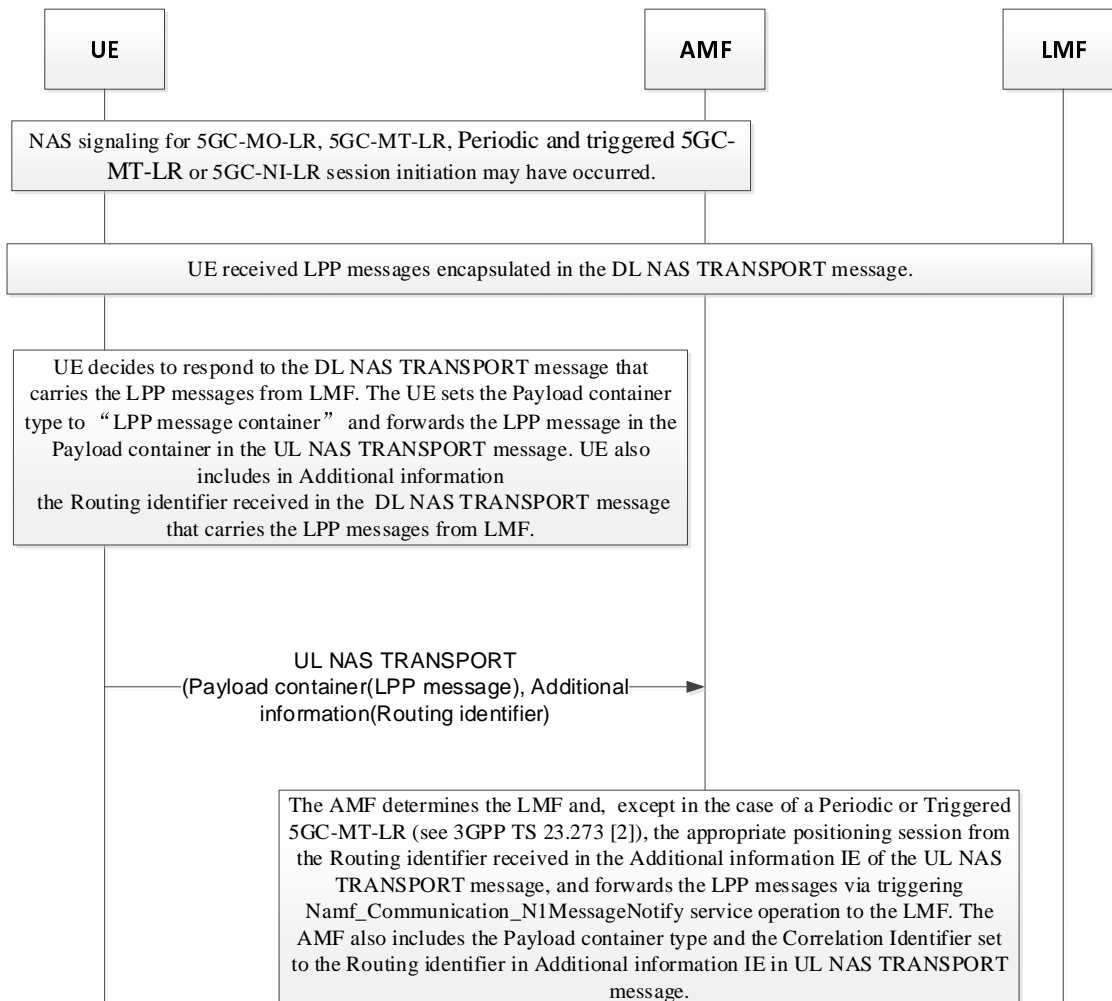 UE
AMF
LMF
NAS signaling for 5GC-MO-LR, 5GC-MT-LR, Periodic and triggered 5GC-
MT-LR or 5GC-NI-LR session initiation may have occurred.
UE received LPP messages encapsulated in the DL NAS TRANSPORT message.
UE decides to respond to the DL NAS TRANSPORT message that
carries the LPP messages from LMF. The UE sets the Payload container
type to “LPP message container” and forwards the LPP message in the
Payload container in the UL NAS TRANSPORT message. UE also
includes in Additional information
the Routing identifier received in the DL NAS TRANSPORT message
that carries the LPP messages from LMF.
UL NAS TRANSPORT
(Payload container(LPP message), Additional
information(Routing identifier)
The AMF determines the LMF and, except in the case of a Periodic or Triggered
5GC-MT-LR (see 3GPP TS 23.273 [2]), the appropriate positioning session from
the Routing identifier received in the Additional information IE of the UL NAS
TRANSPORT message, and forwards the LPP messages via triggering
Namf_Communication_N1MessageNotify service operation to the LMF. The
AMF also includes the Payload container type and the Correlation Identifier set
to the Routing identifier in Additional information IE in UL NAS TRANSPORT
message.